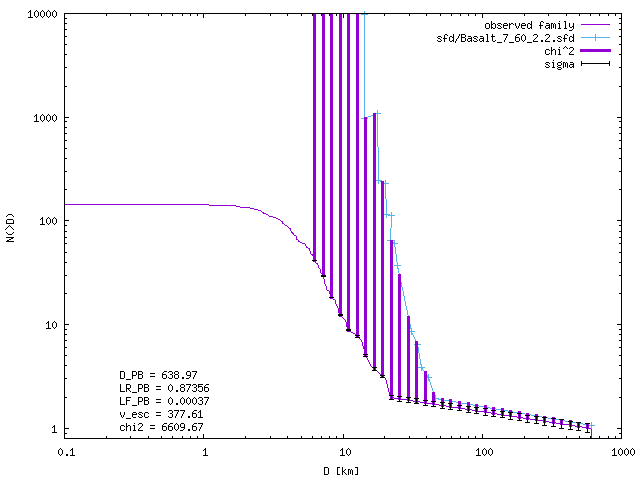 10000
1000
100
10
1
N(>D)
observed family
sfd/Basalt_7_60_2.2.sfd
chi^2
sigma
D_PB = 638.97
LR_PB = 0.87356
LF_PB = 0.00037
v_esc = 377.61
chi2 = 6609.67
0.1 1 10 100 1000
D [km]